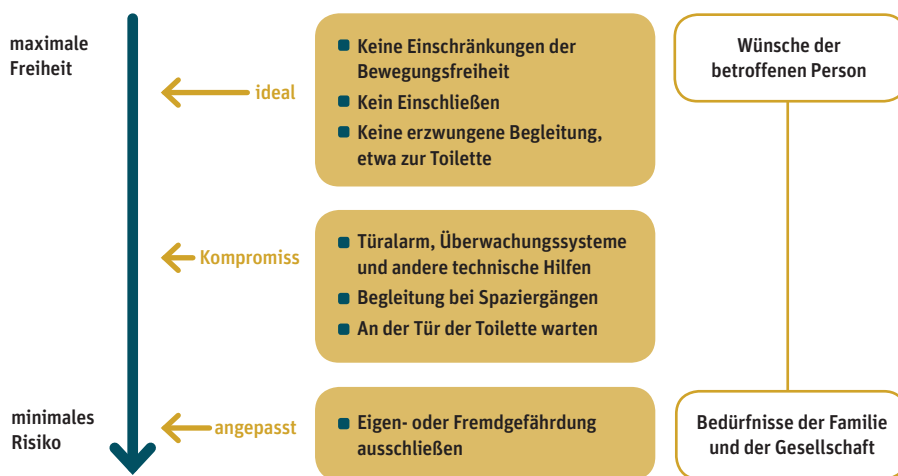 maximale
Freiheit
ideal
Keine Einschränkungen der
Bewegungsfreiheit
Kein Einschließen
Keine erzwungene Begleitung,
etwa zur Toilette
Wünsche der
betroffenen Person
Kompromiss
Türalarm, Überwachungssysteme
und andere technische Hilfen
Begleitung bei Spaziergängen
An der Tür der Toilette warten
minimales
Risiko
angepasst
Eigen- oder Fremdgefährdung
ausschließen
Bedürfnisse der Familie
und der Gesellschaft